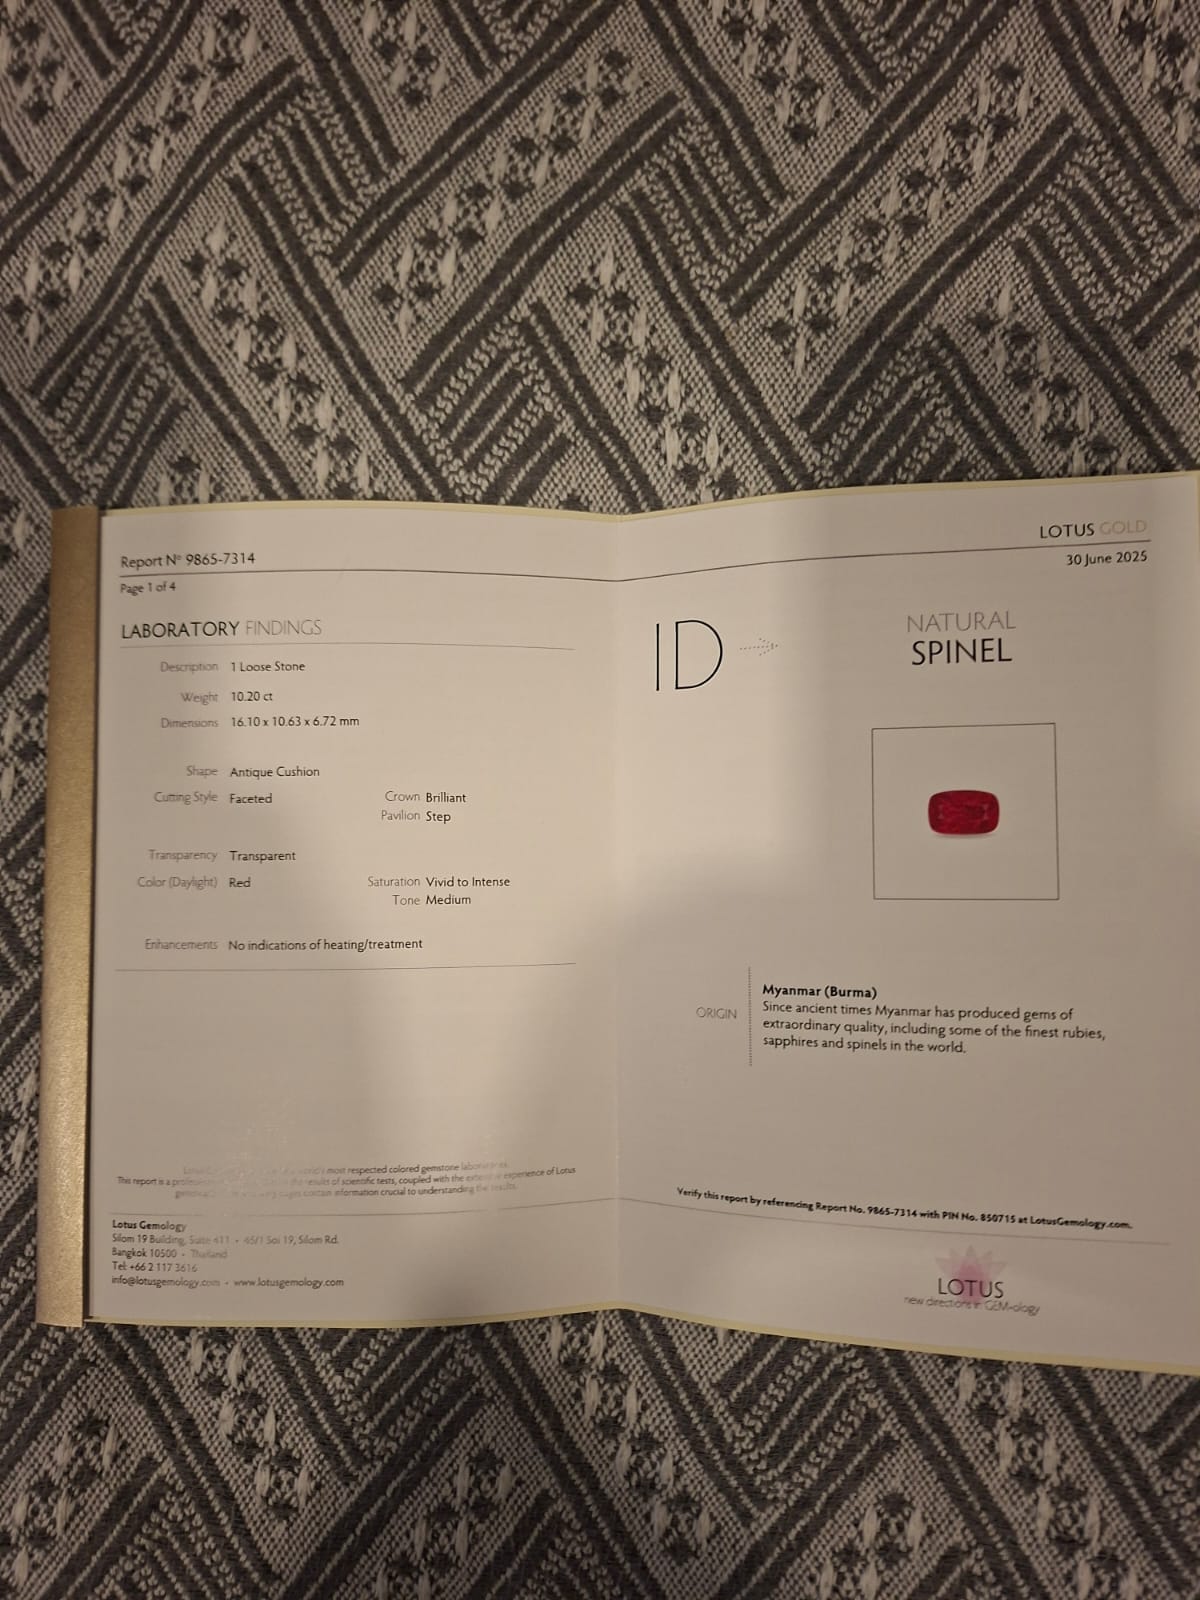 Report Nº 9865-7314
Page 1 of 4
LABORATORY FINDINGS
Description 1 Loose Stone
Weight 10.20 ct
Dimensions 16.10 x 10.63 x 6.72 mm
Shape Antique Cushion
Cutting Style Faceted Crown Brilliant
Pavilion Step
Transparency Transparent
Color (Daylight) Red Saturation Vivid to Intense
Tone Medium
Enhancements No indications of heating/treatment
most respected colored gemstone
This report is a results of scientific tests, coupled with the experience of Lotus
contain information crucial to understanding the results.
Lotus Gemology
Silom 19 Building, Suite 411 • 45/1 Soi 19, Silom Rd.
Bangkok 10500 • Thailand
Tel: +66 2 117 3616
info@lotusgemology.com • www.lotusgemology.com
LOTUS GOLD
30 June 2025
ID
NATURAL
SPINEL
ORIGIN
Myanmar (Burma)
Since ancient times Myanmar has produced gems of
extraordinary quality, including some of the finest rubies,
sapphires and spinels in the world.
Verify this report by referencing Report No. 9865-7314 with PIN No. 850715 at LotusGemology.com.
LOTUS
new directions in GEM•ology